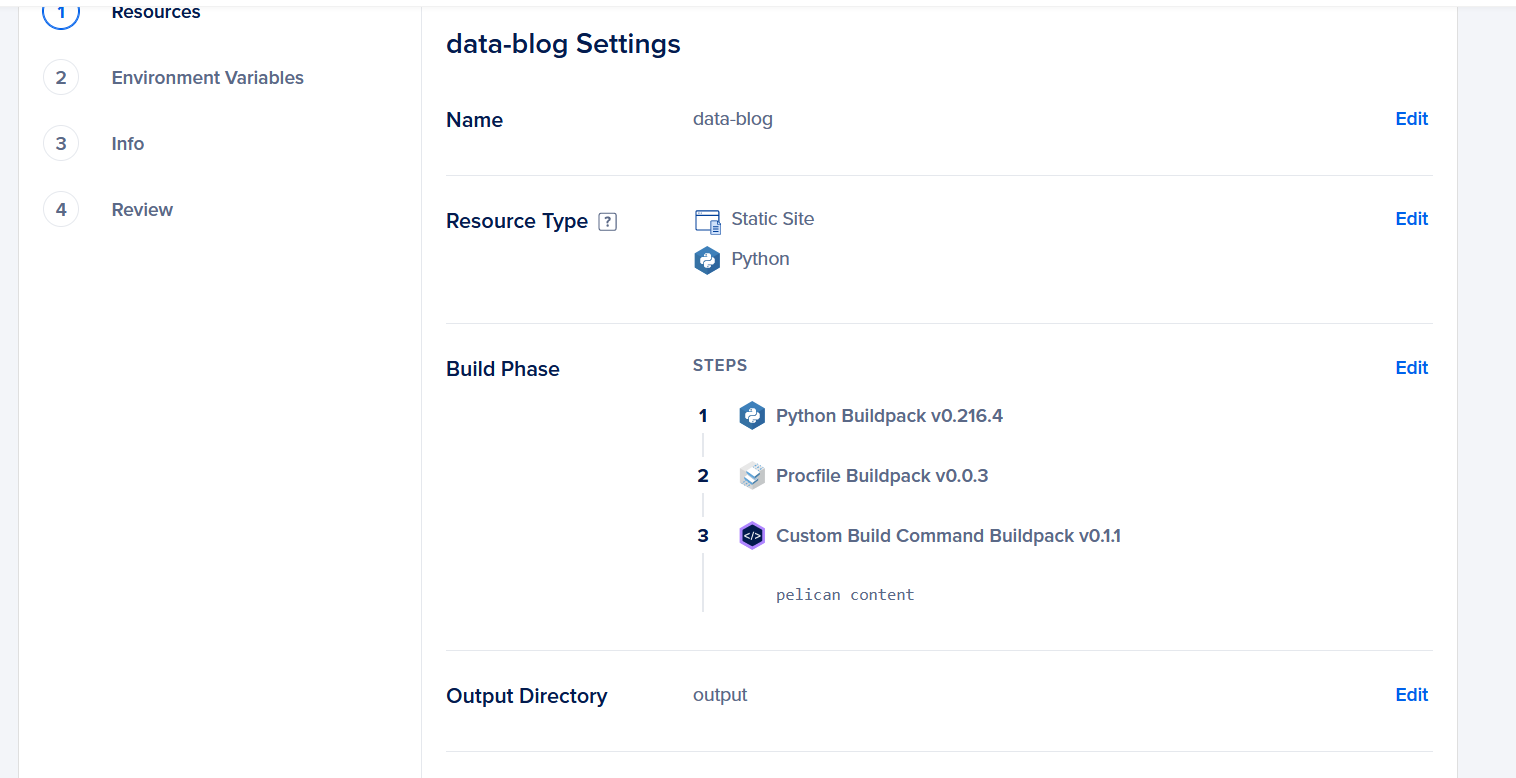 1 Resources
2 Environment Variables
3 Info
4 Review
data-blog Settings
Name data-blog Edit
Resource Type ? Static Site Edit
Python
Build Phase STEPS Edit
1 Python Buildpack v0.216.4
2 Procfile Buildpack v0.0.3
3 </> Custom Build Command Buildpack v0.1.1
pelican content
Output Directory output Edit